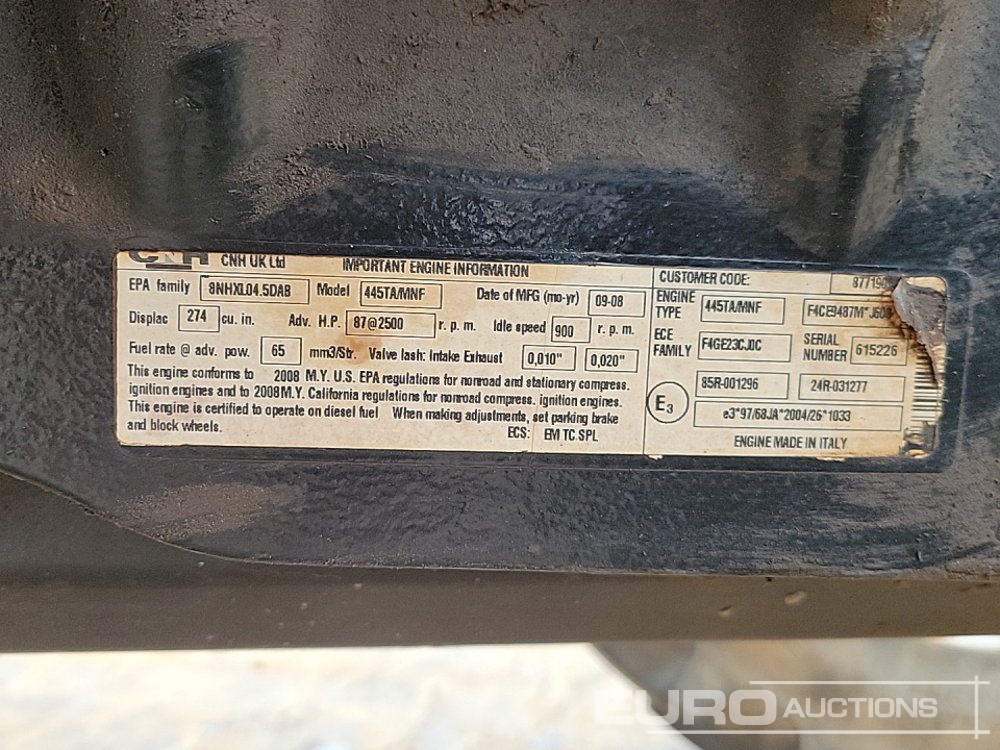 CNH CNH UK Ltd IMPORTANT ENGINE INFORMATION
EPA family 8NHXL04.5DAB Model 445TA/MNF Date of MFG (mo-yr) 09-08
Displac 274 cu. in. Adv. H.P. 87@2500 r. p. m. Idle speed 900 r. p. m.
Fuel rate @ adv. pow. 65 mm3/Str. Valve lash: Intake Exhaust 0,010" 0,020"
This engine conforms to 2008 M.Y. U.S. EPA regulations for nonroad and stationary compress.
ignition engines and to 2008M.Y. California regulations for nonroad compress. ignition engines.
This engine is certified to operate on diesel fuel When making adjustments, set parking brake
and block wheels. ECS: EM TC SPL
CUSTOMER CODE:
ENGINE TYPE 445TA/MNF
ECE FAMILY F4GE23CJ0C SERIAL NUMBER 615226
E3 85R-001296 24R-031277
e3*97/68JA*2004/26*1033
ENGINE MADE IN ITALY
EURO AUCTIONS